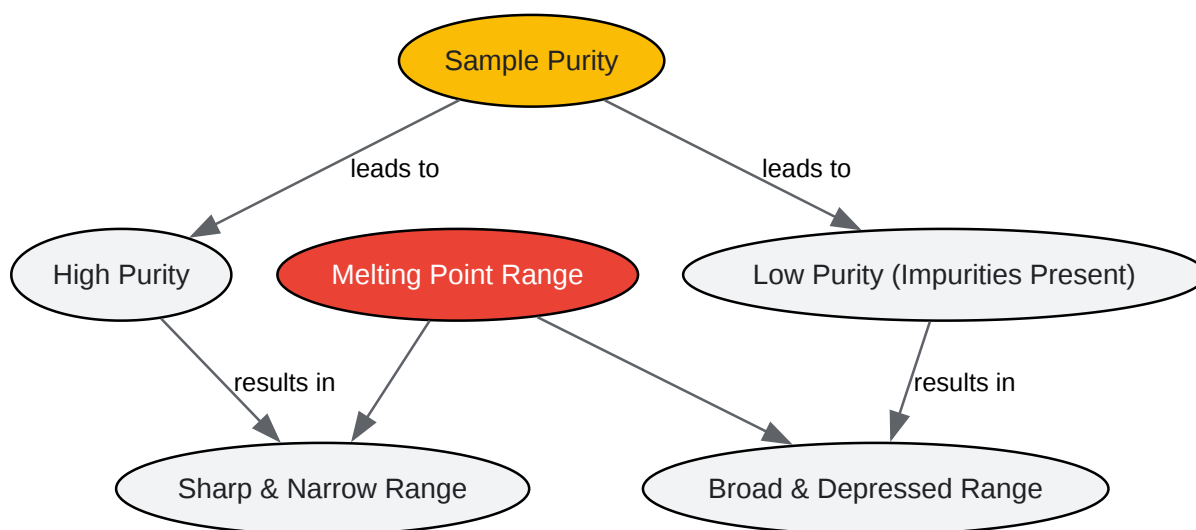 Sample Purity
leads to
leads to
High Purity
Melting Point Range
Low Purity (Impurities Present)
results in
results in
Sharp & Narrow Range
Broad & Depressed Range